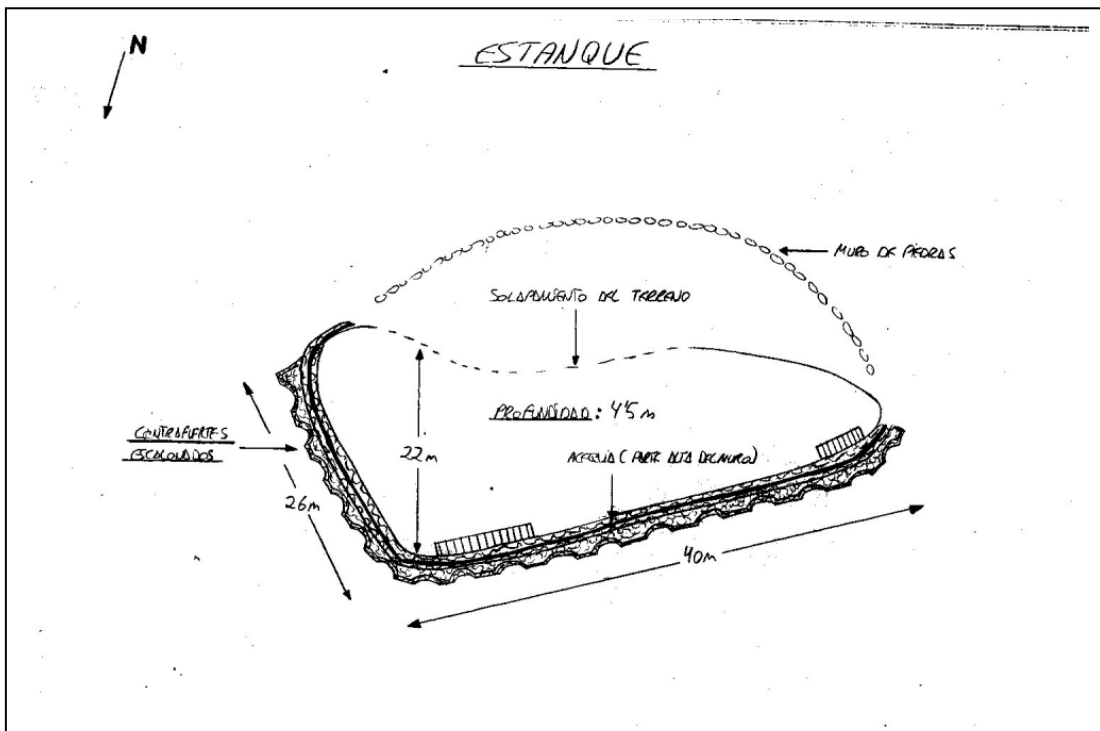 N
ESTANQUE
MURO DE PIEDRAS
SOLAPAMIENTO DEL TERRENO
PROFUNDIDAD: 4'5 m
CONTRAFUERTES
ESCALONADOS
22m
ACEQUIA (PARTE ALTA DEL MURO)
26m
40m